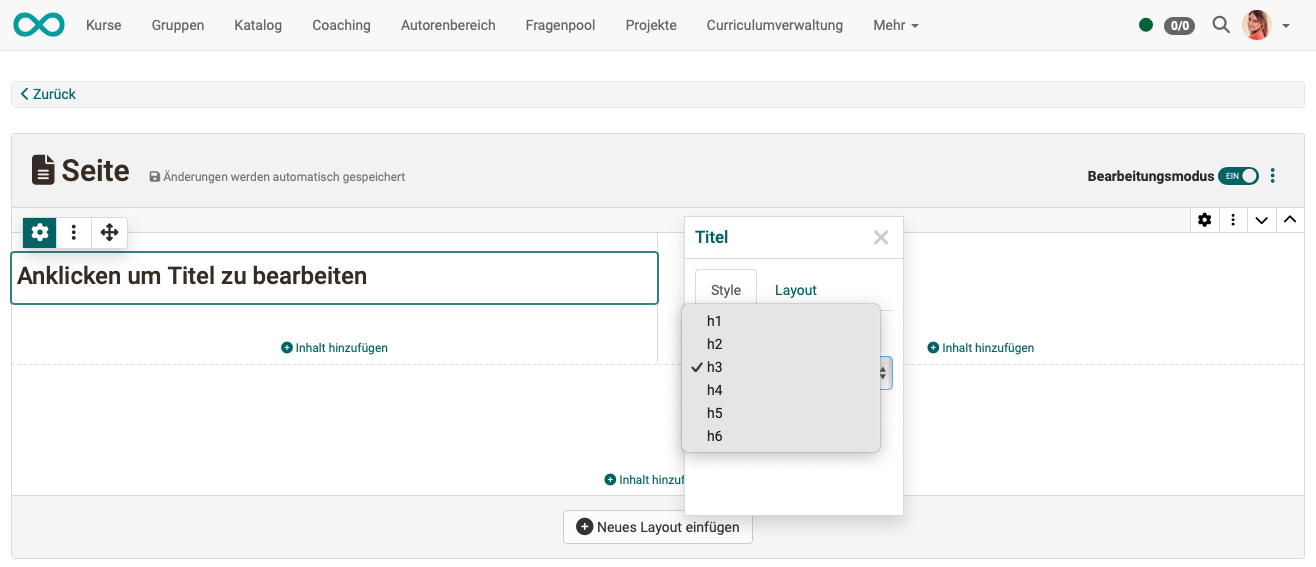 Kurse Gruppen Katalog Coaching Autorenbereich Fragenpool Projekte Curriculumverwaltung Mehr 0/0
Zurück
Seite Änderungen werden automatisch gespeichert Bearbeitungsmodus EIN
Titel
Anklicken um Titel zu bearbeiten
Style Layout
h1
h2
h3
h4
h5
h6
Inhalt hinzufügen Inhalt hinzufügen
Inhalt hinzuf
Neues Layout einfügen